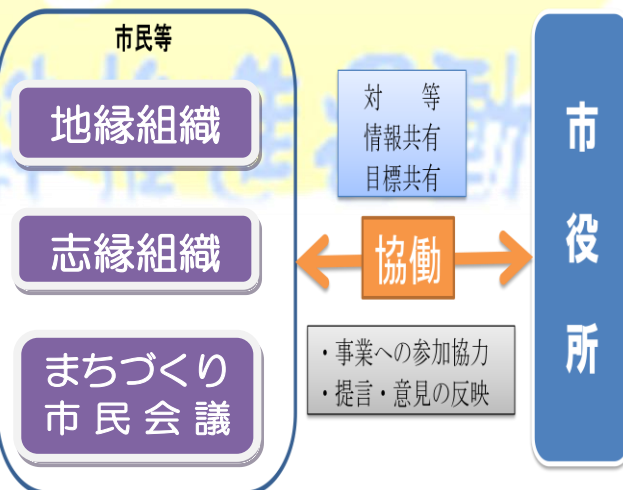 市民等
地縁組織
志縁組織
まちづくり
市民会議
対　等
情報共有
目標共有
協働
・事業への参加協力
・提言・意見の反映
市役所